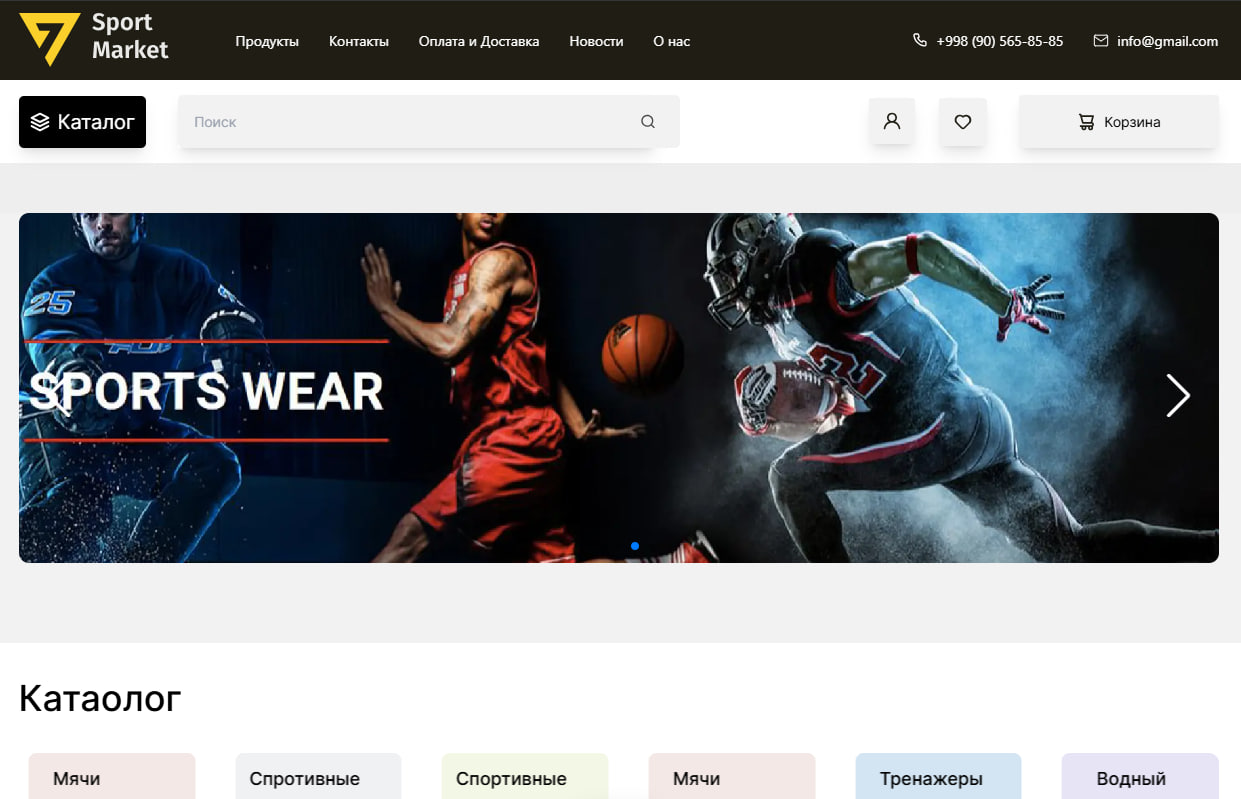 Sport
Market
Продукты Контакты Оплата и Доставка Новости О нас +998 (90) 565-85-85 info@gmail.com
Каталог Поиск Корзина
25
SPORTS WEAR
2
Катаолог
Мячи Спротивные Спортивные Мячи Тренажеры Водный